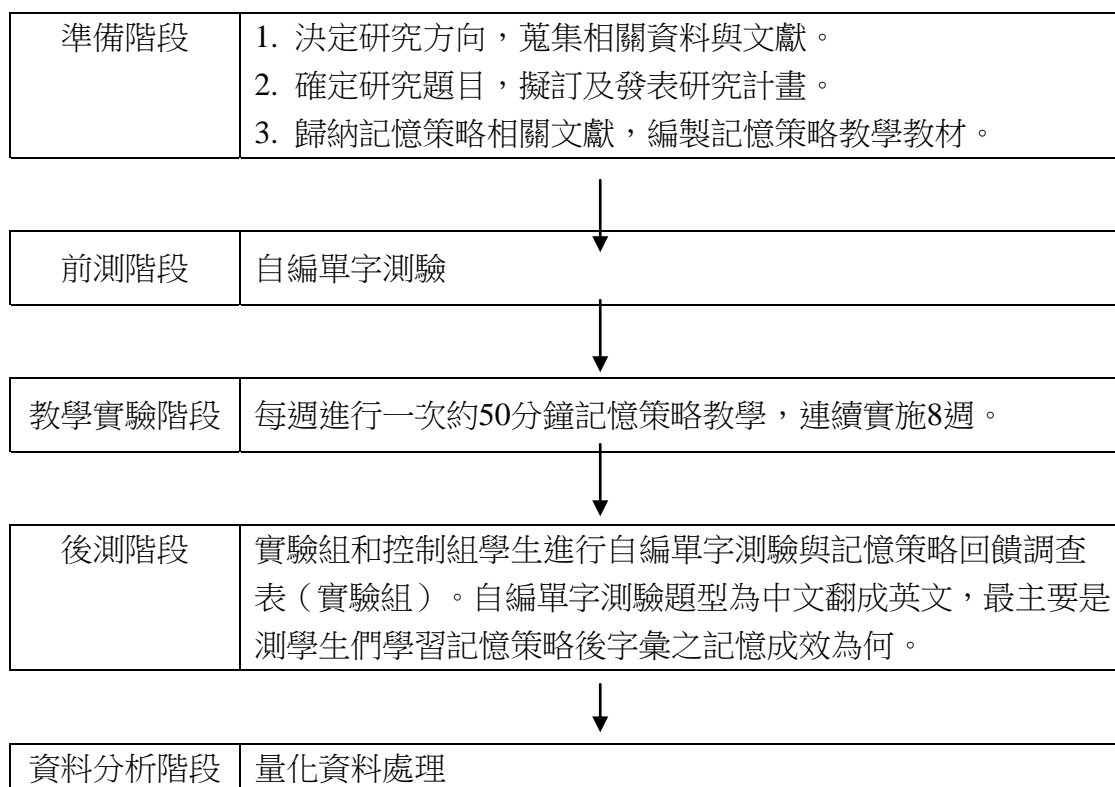 準備階段
1. 決定研究方向，蒐集相關資料與文獻。
2. 確定研究題目，擬訂及發表研究計畫。
3. 歸納記憶策略相關文獻，編製記憶策略教學教材。
前測階段
自編單字測驗
教學實驗階段
每週進行一次約50分鐘記憶策略教學，連續實施8週。
後測階段
實驗組和控制組學生進行自編單字測驗與記憶策略回饋調查
表（實驗組）。自編單字測驗題型為中文翻成英文，最主要是
測學生們學習記憶策略後字彙之記憶成效為何。
資料分析階段
量化資料處理